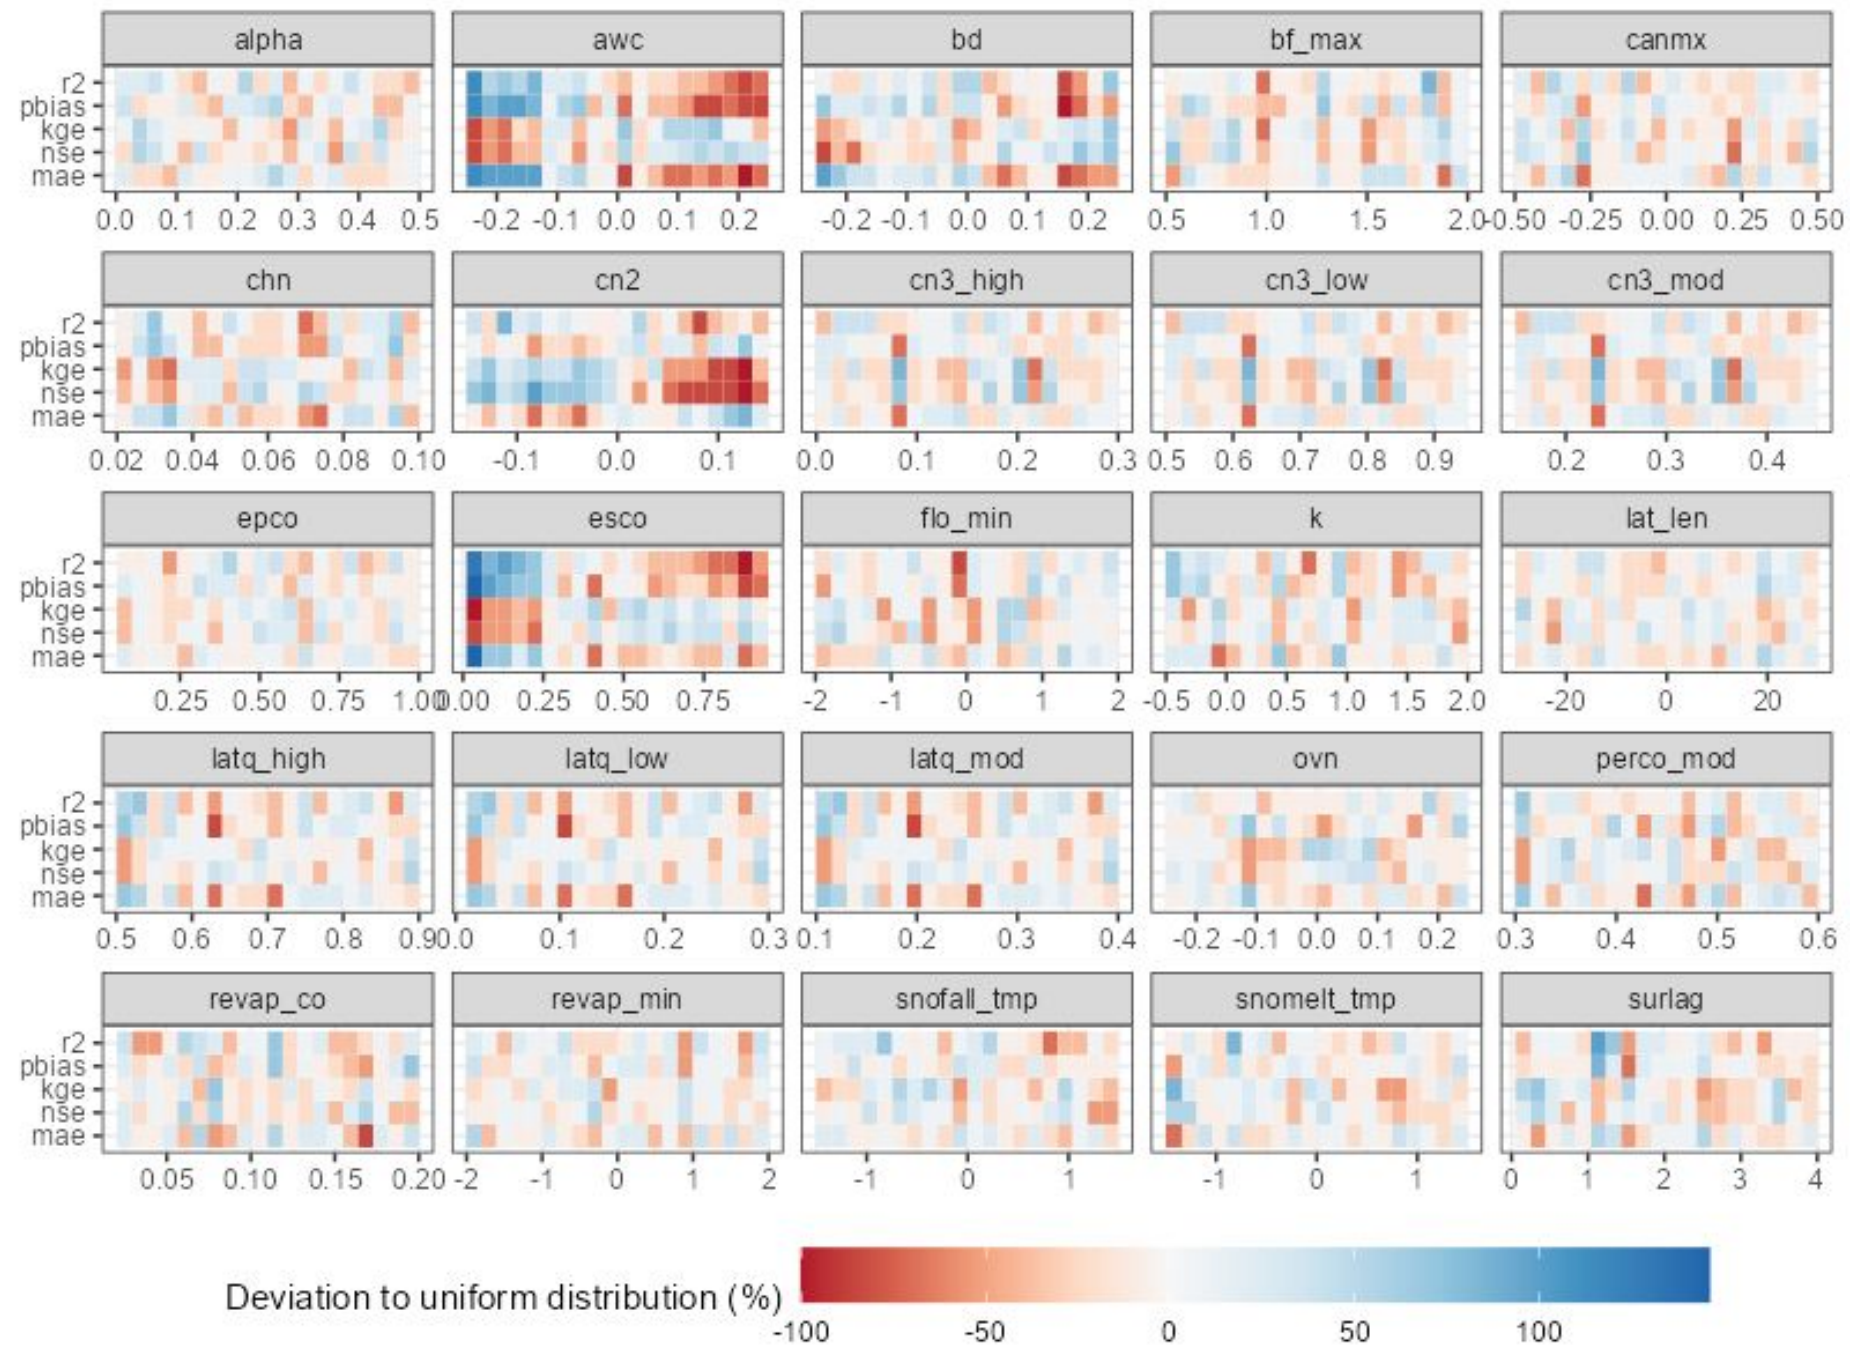 alpha awc bd bf_max canmx
r2
pbias
kge
nse
mae
0.0 0.1 0.2 0.3 0.4 0.5 -0.2 -0.1 0.0 0.1 0.2 -0.2 -0.1 0.0 0.1 0.2 0.5 1.0 1.5 2.0 -0.50 -0.25 0.00 0.25 0.50
chn cn2 cn3_high cn3_low cn3_mod
r2
pbias
kge
nse
mae
0.02 0.04 0.06 0.08 0.10 -0.1 0.0 0.1 0.0 0.1 0.2 0.3 0.5 0.6 0.7 0.8 0.9 0.2 0.3 0.4
epco esco flo_min k lat_len
r2
pbias
kge
nse
mae
0.25 0.50 0.75 1.00 0.00 0.25 0.50 0.75 -2 -1 0 1 2 -0.5 0.0 0.5 1.0 1.5 2.0 -20 0 20
latq_high latq_low latq_mod ovn perco_mod
r2
pbias
kge
nse
mae
0.5 0.6 0.7 0.8 0.9 0.0 0.1 0.2 0.3 0.1 0.2 0.3 0.4 -0.2 -0.1 0.0 0.1 0.2 0.3 0.4 0.5 0.6
revap_co revap_min snofall_tmp snomelt_tmp surlag
r2
pbias
kge
nse
mae
0.05 0.10 0.15 0.20 -2 -1 0 1 2 -1 0 1 -1 0 1 0 1 2 3 4
Deviation to uniform distribution (%)
-100 -50 0 50 100